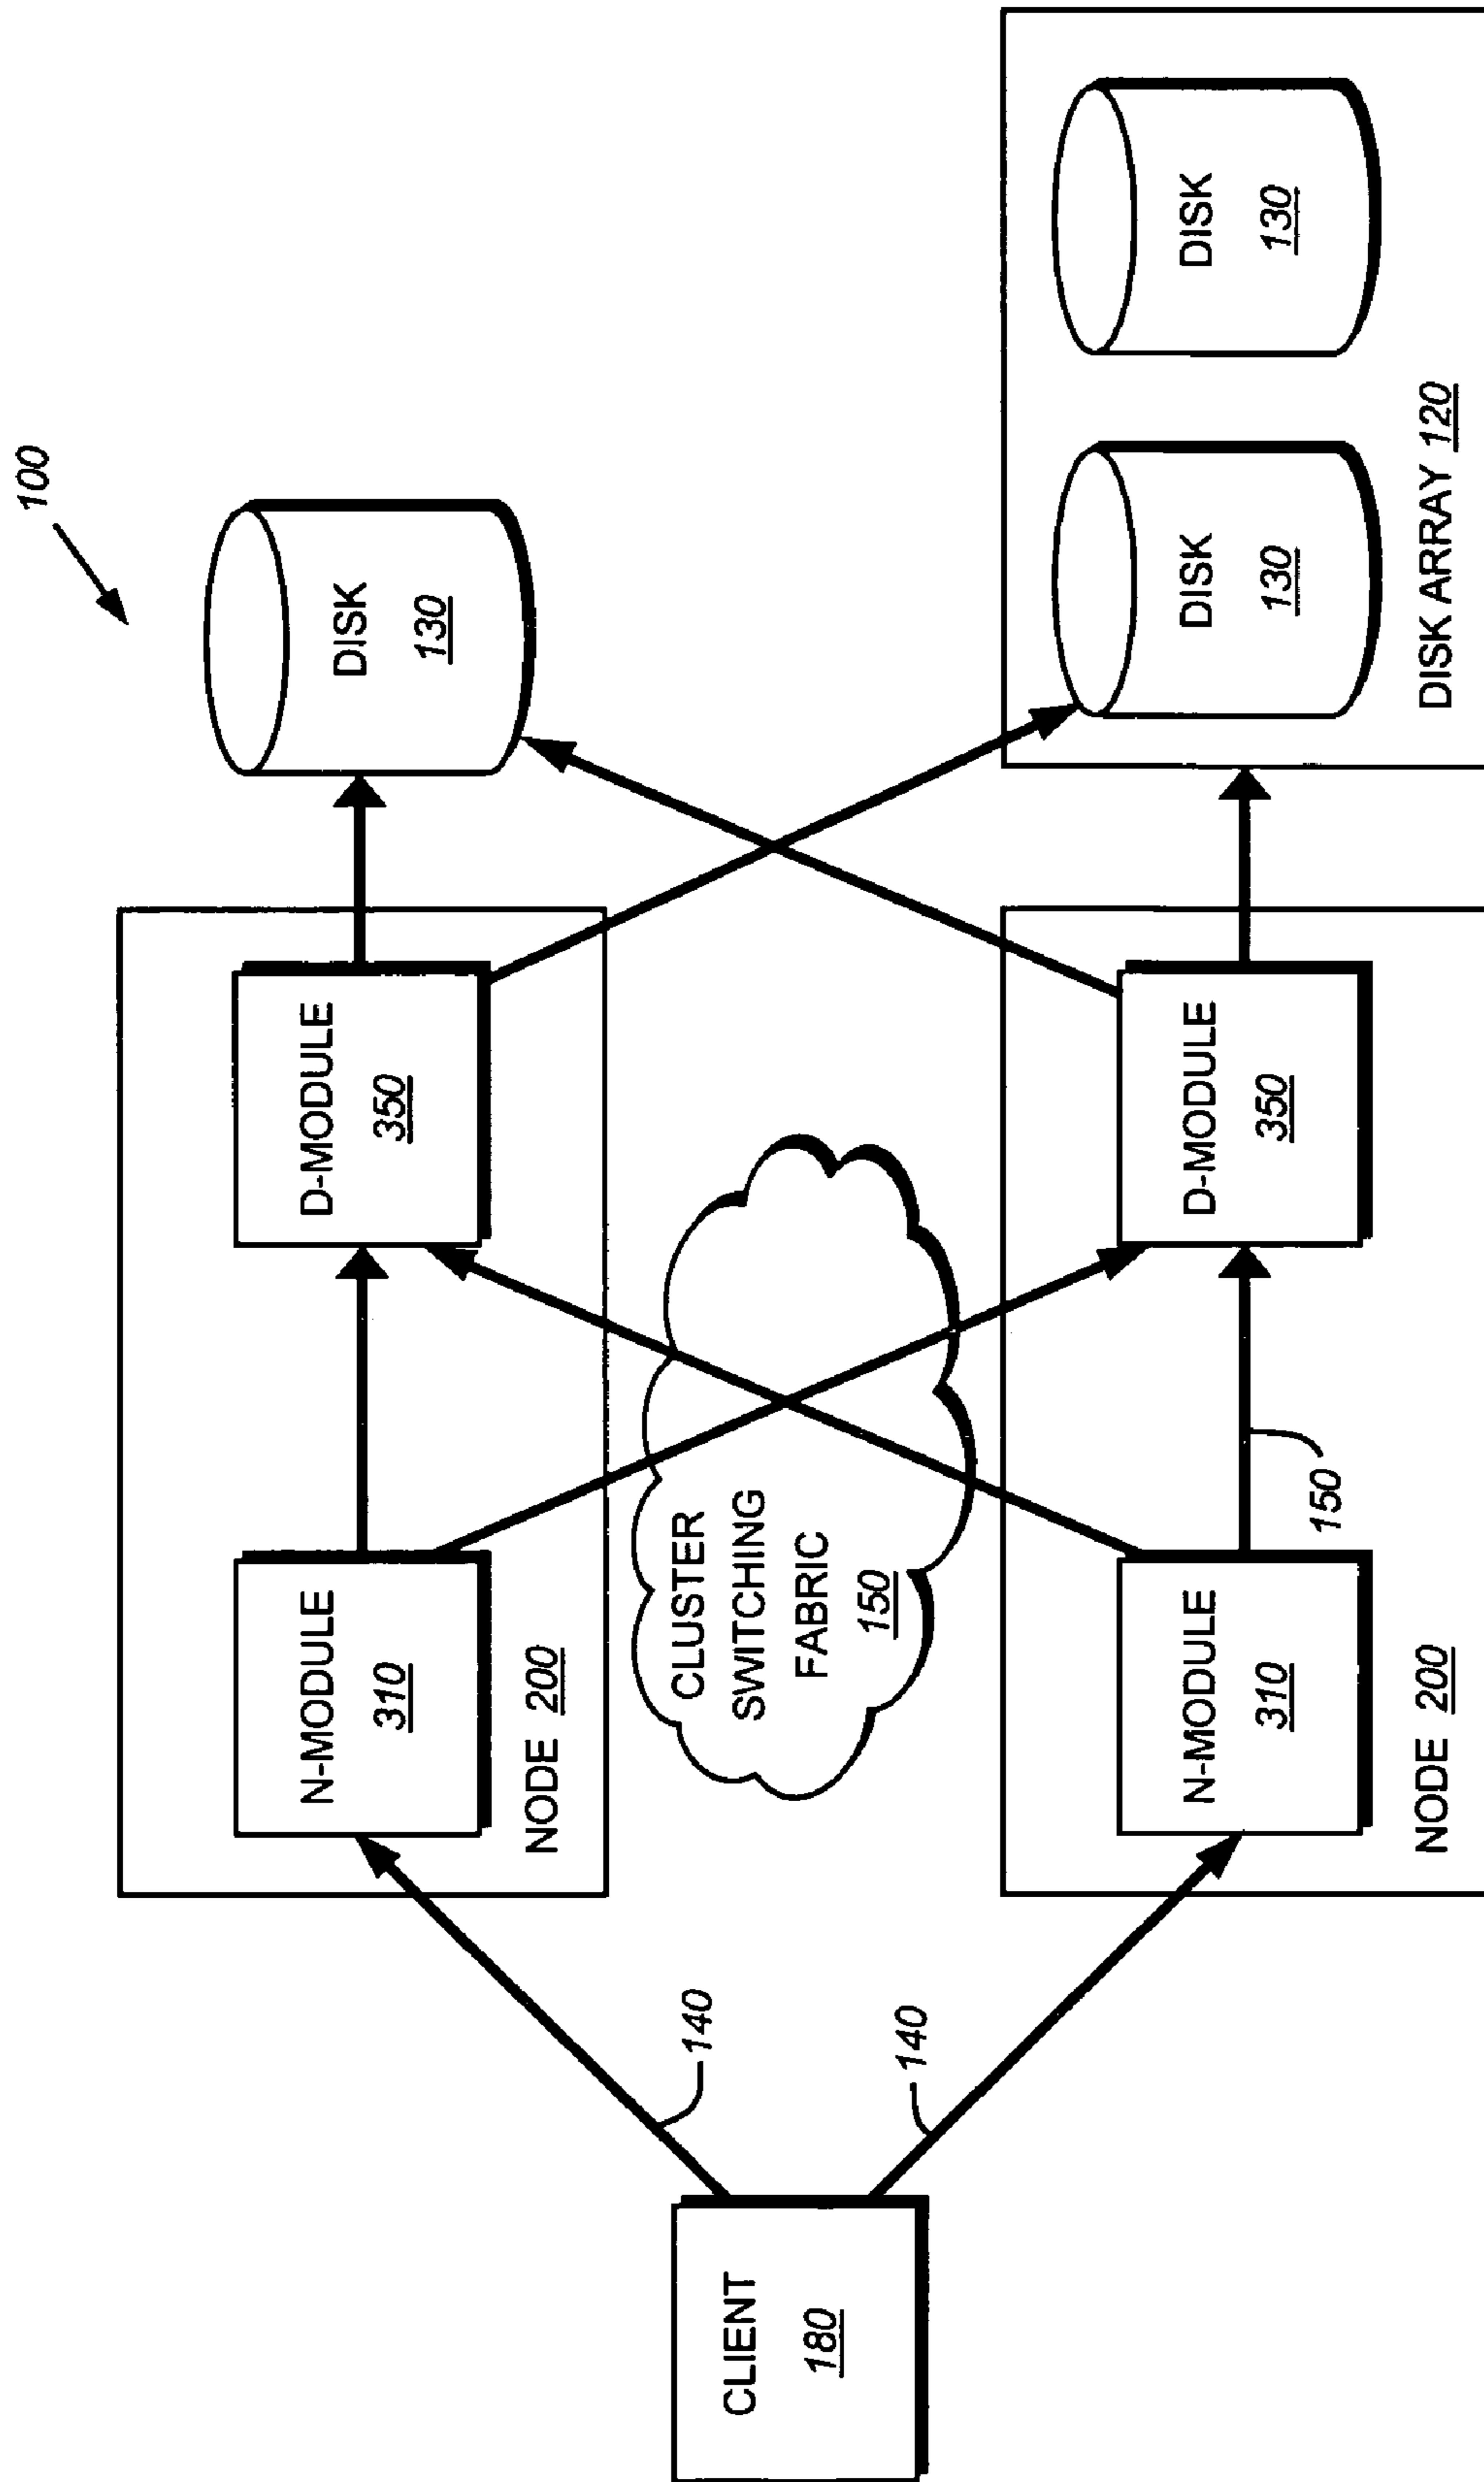 100
CLIENT
180
140
140
N-MODULE
310
D-MODULE
350
NODE 200
DISK
130
CLUSTER
SWITCHING
FABRIC
150
N-MODULE
310
150
D-MODULE
350
NODE 200
DISK
130
DISK
130
DISK ARRAY 120